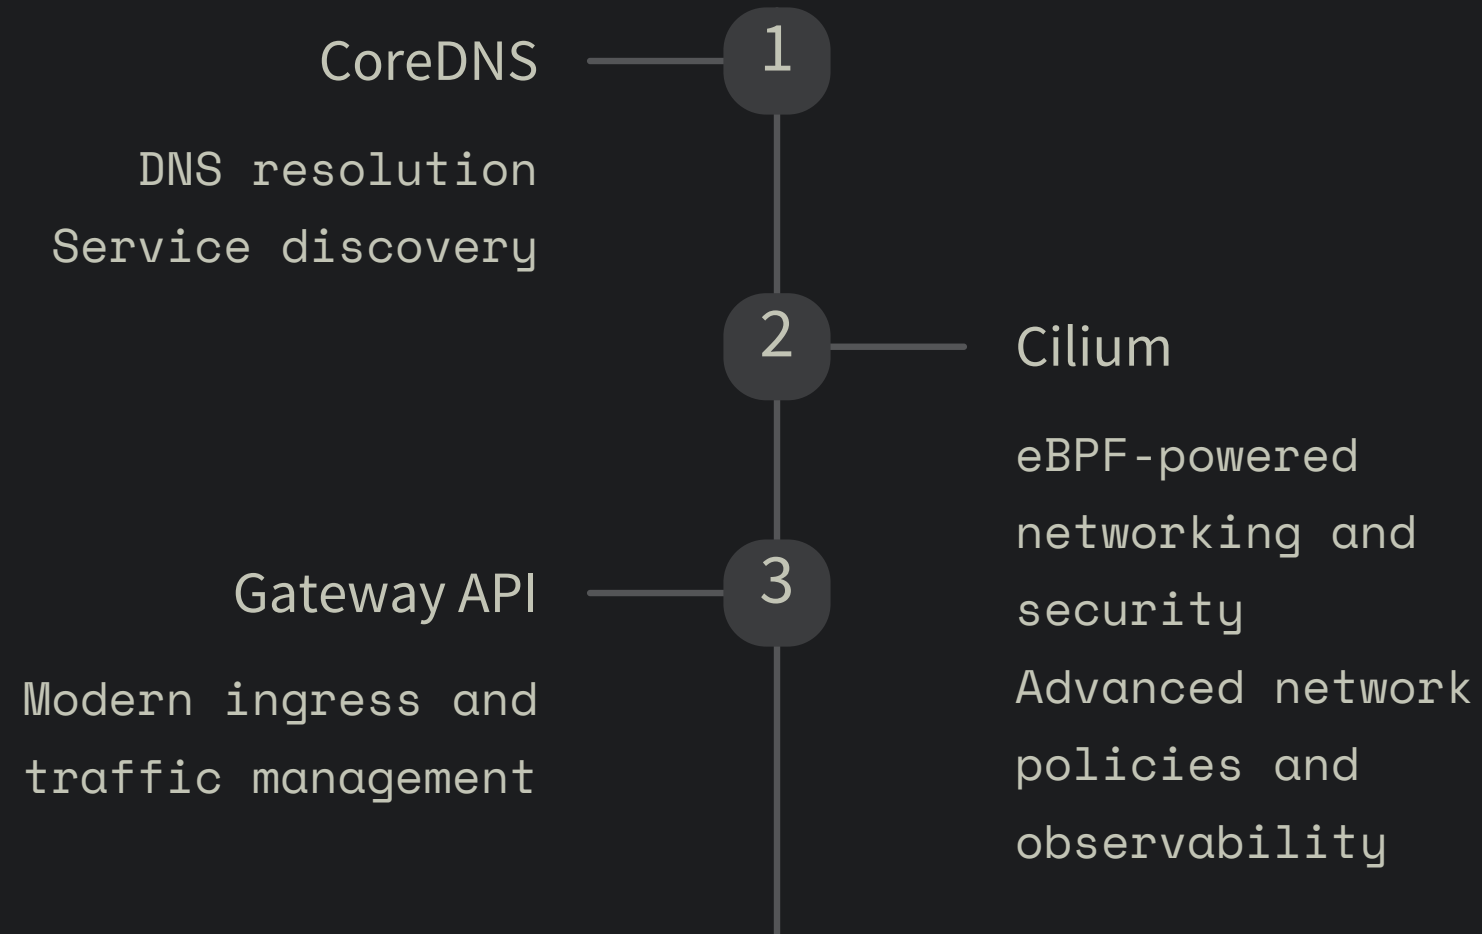 1
CoreDNS
DNS resolution
Service discovery
2
Cilium
eBPF-powered
networking and
security
Advanced network
policies and
observability
3
Gateway API
Modern ingress and
traffic management